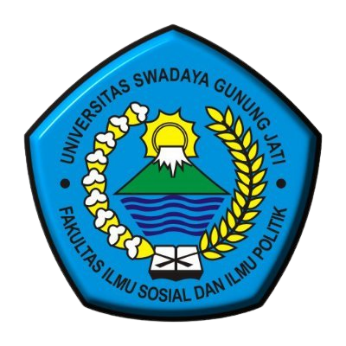 UNIVERSITAS SWADAYA GUNUNG JATI
FAKULTAS ILMU SOSIAL DAN ILMU POLITIK